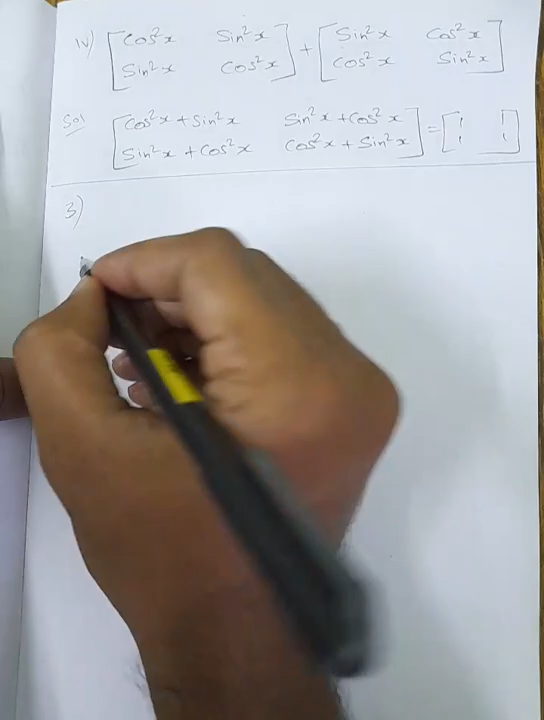 iv) [Cos²x Sin²x] + [Sin²x Cos²x]
[Sin²x Cos²x] [Cos²x Sin²x]
Sol [Cos²x + Sin²x Sin²x + Cos²x] = [1 1]
[Sin²x + Cos²x Cos²x + Sin²x] [1 1]
3)